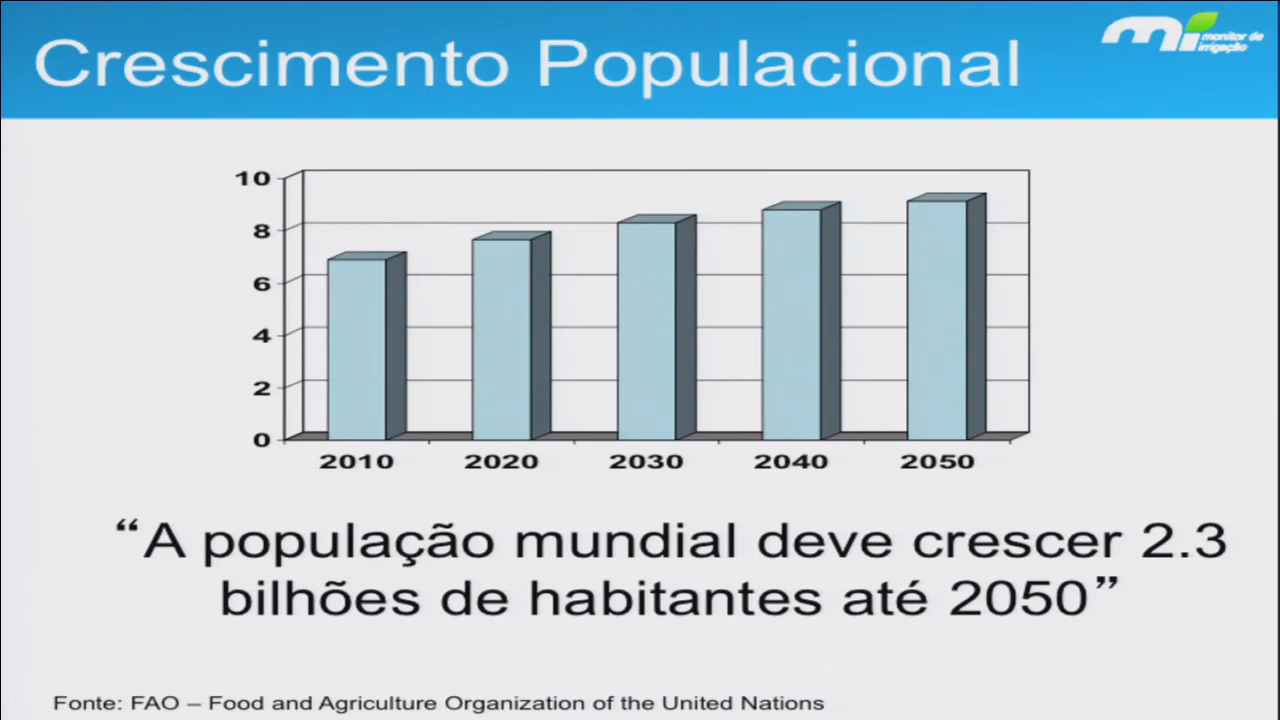 Crescimento Populacional
mi monitor de
irrigação
10
8
6
4
2
0
2010 2020 2030 2040 2050
“A população mundial deve crescer 2.3
bilhões de habitantes até 2050”
Fonte: FAO – Food and Agriculture Organization of the United Nations